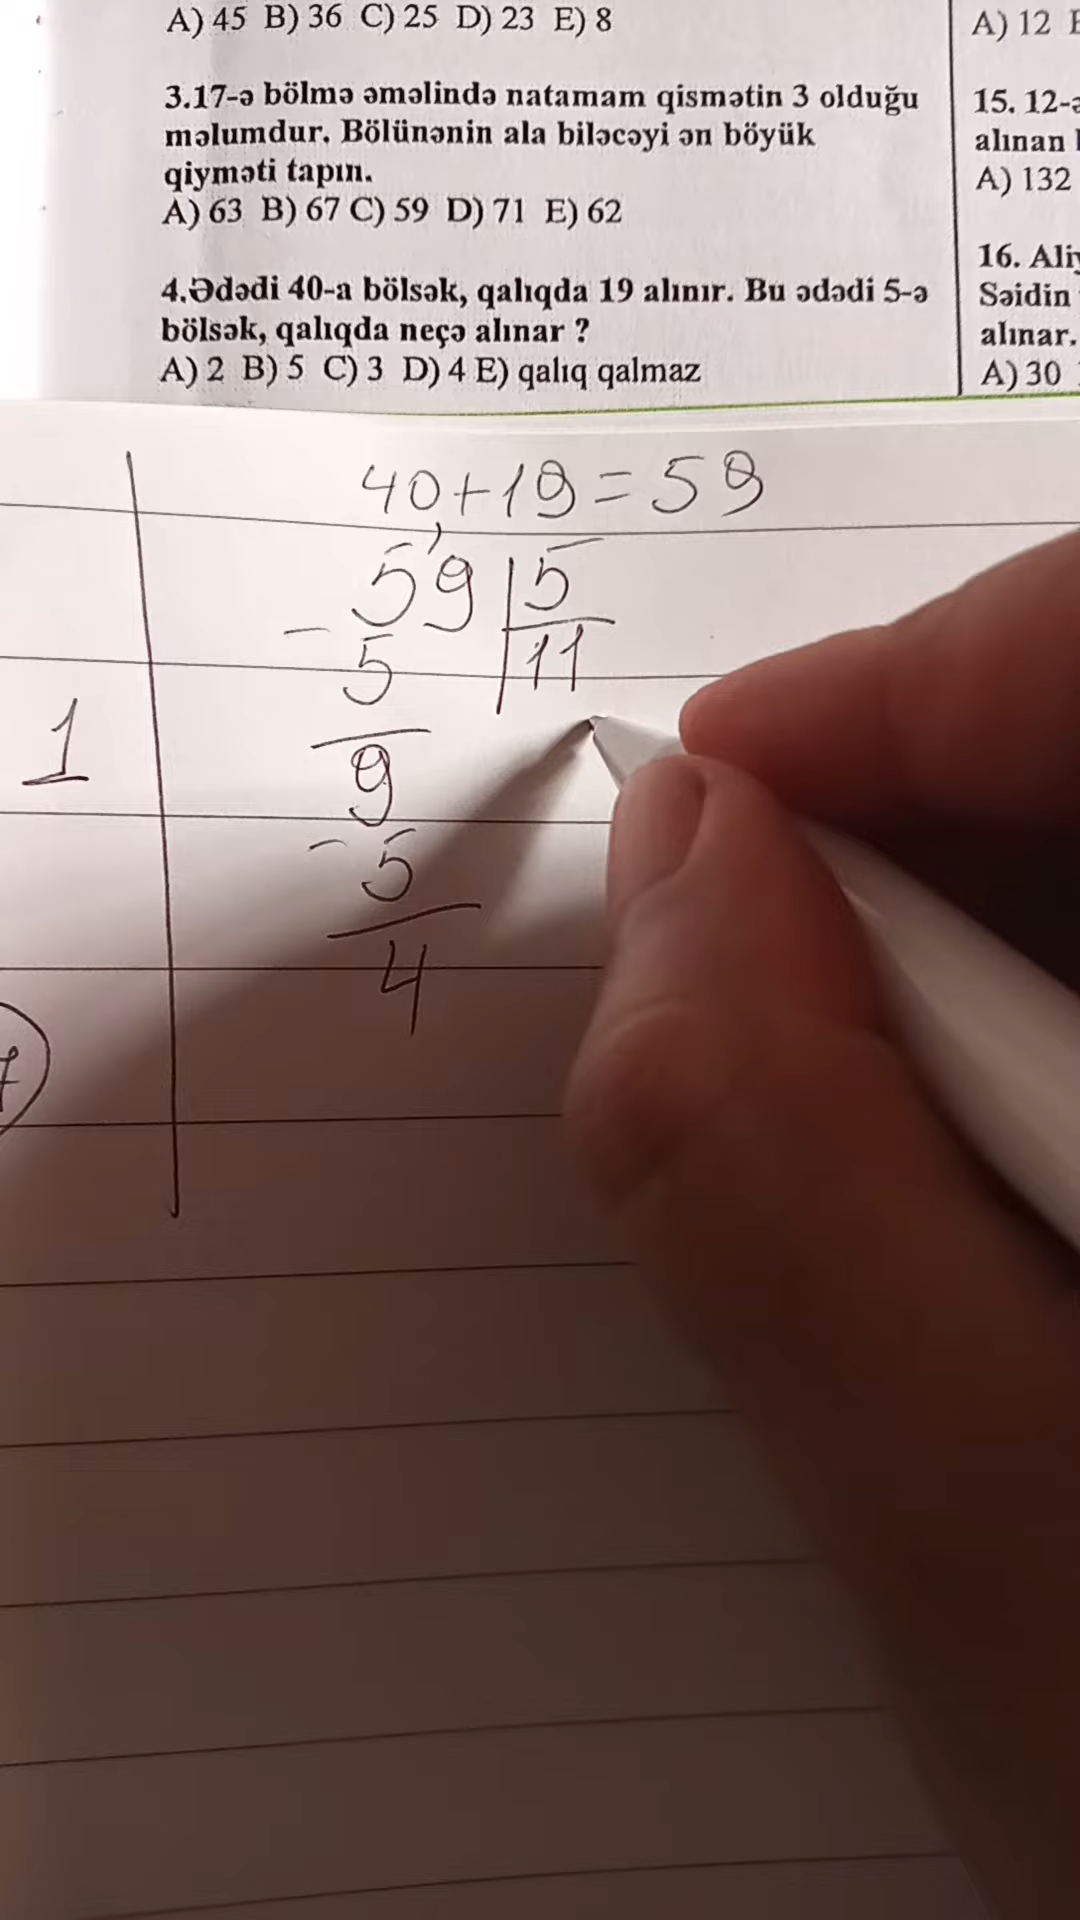 A) 45 B) 36 C) 25 D) 23 E) 8
3.17-ə bölmə əməlində natamam qismətin 3 olduğu
məlumdur. Bölünənin ala biləcəyi ən böyük
qiyməti tapın.
A) 63 B) 67 C) 59 D) 71 E) 62
4.Ədədi 40-a bölsək, qalıqda 19 alınır. Bu ədədi 5-ə
bölsək, qalıqda neçə alınar ?
A) 2 B) 5 C) 3 D) 4 E) qalıq qalmaz
A) 12
15. 12-ə
alınan
A) 132
16. Aliy
Səidin
alınar.
A) 30
40+19=59
59 5
- 5 11
9
- 5
4
1
7